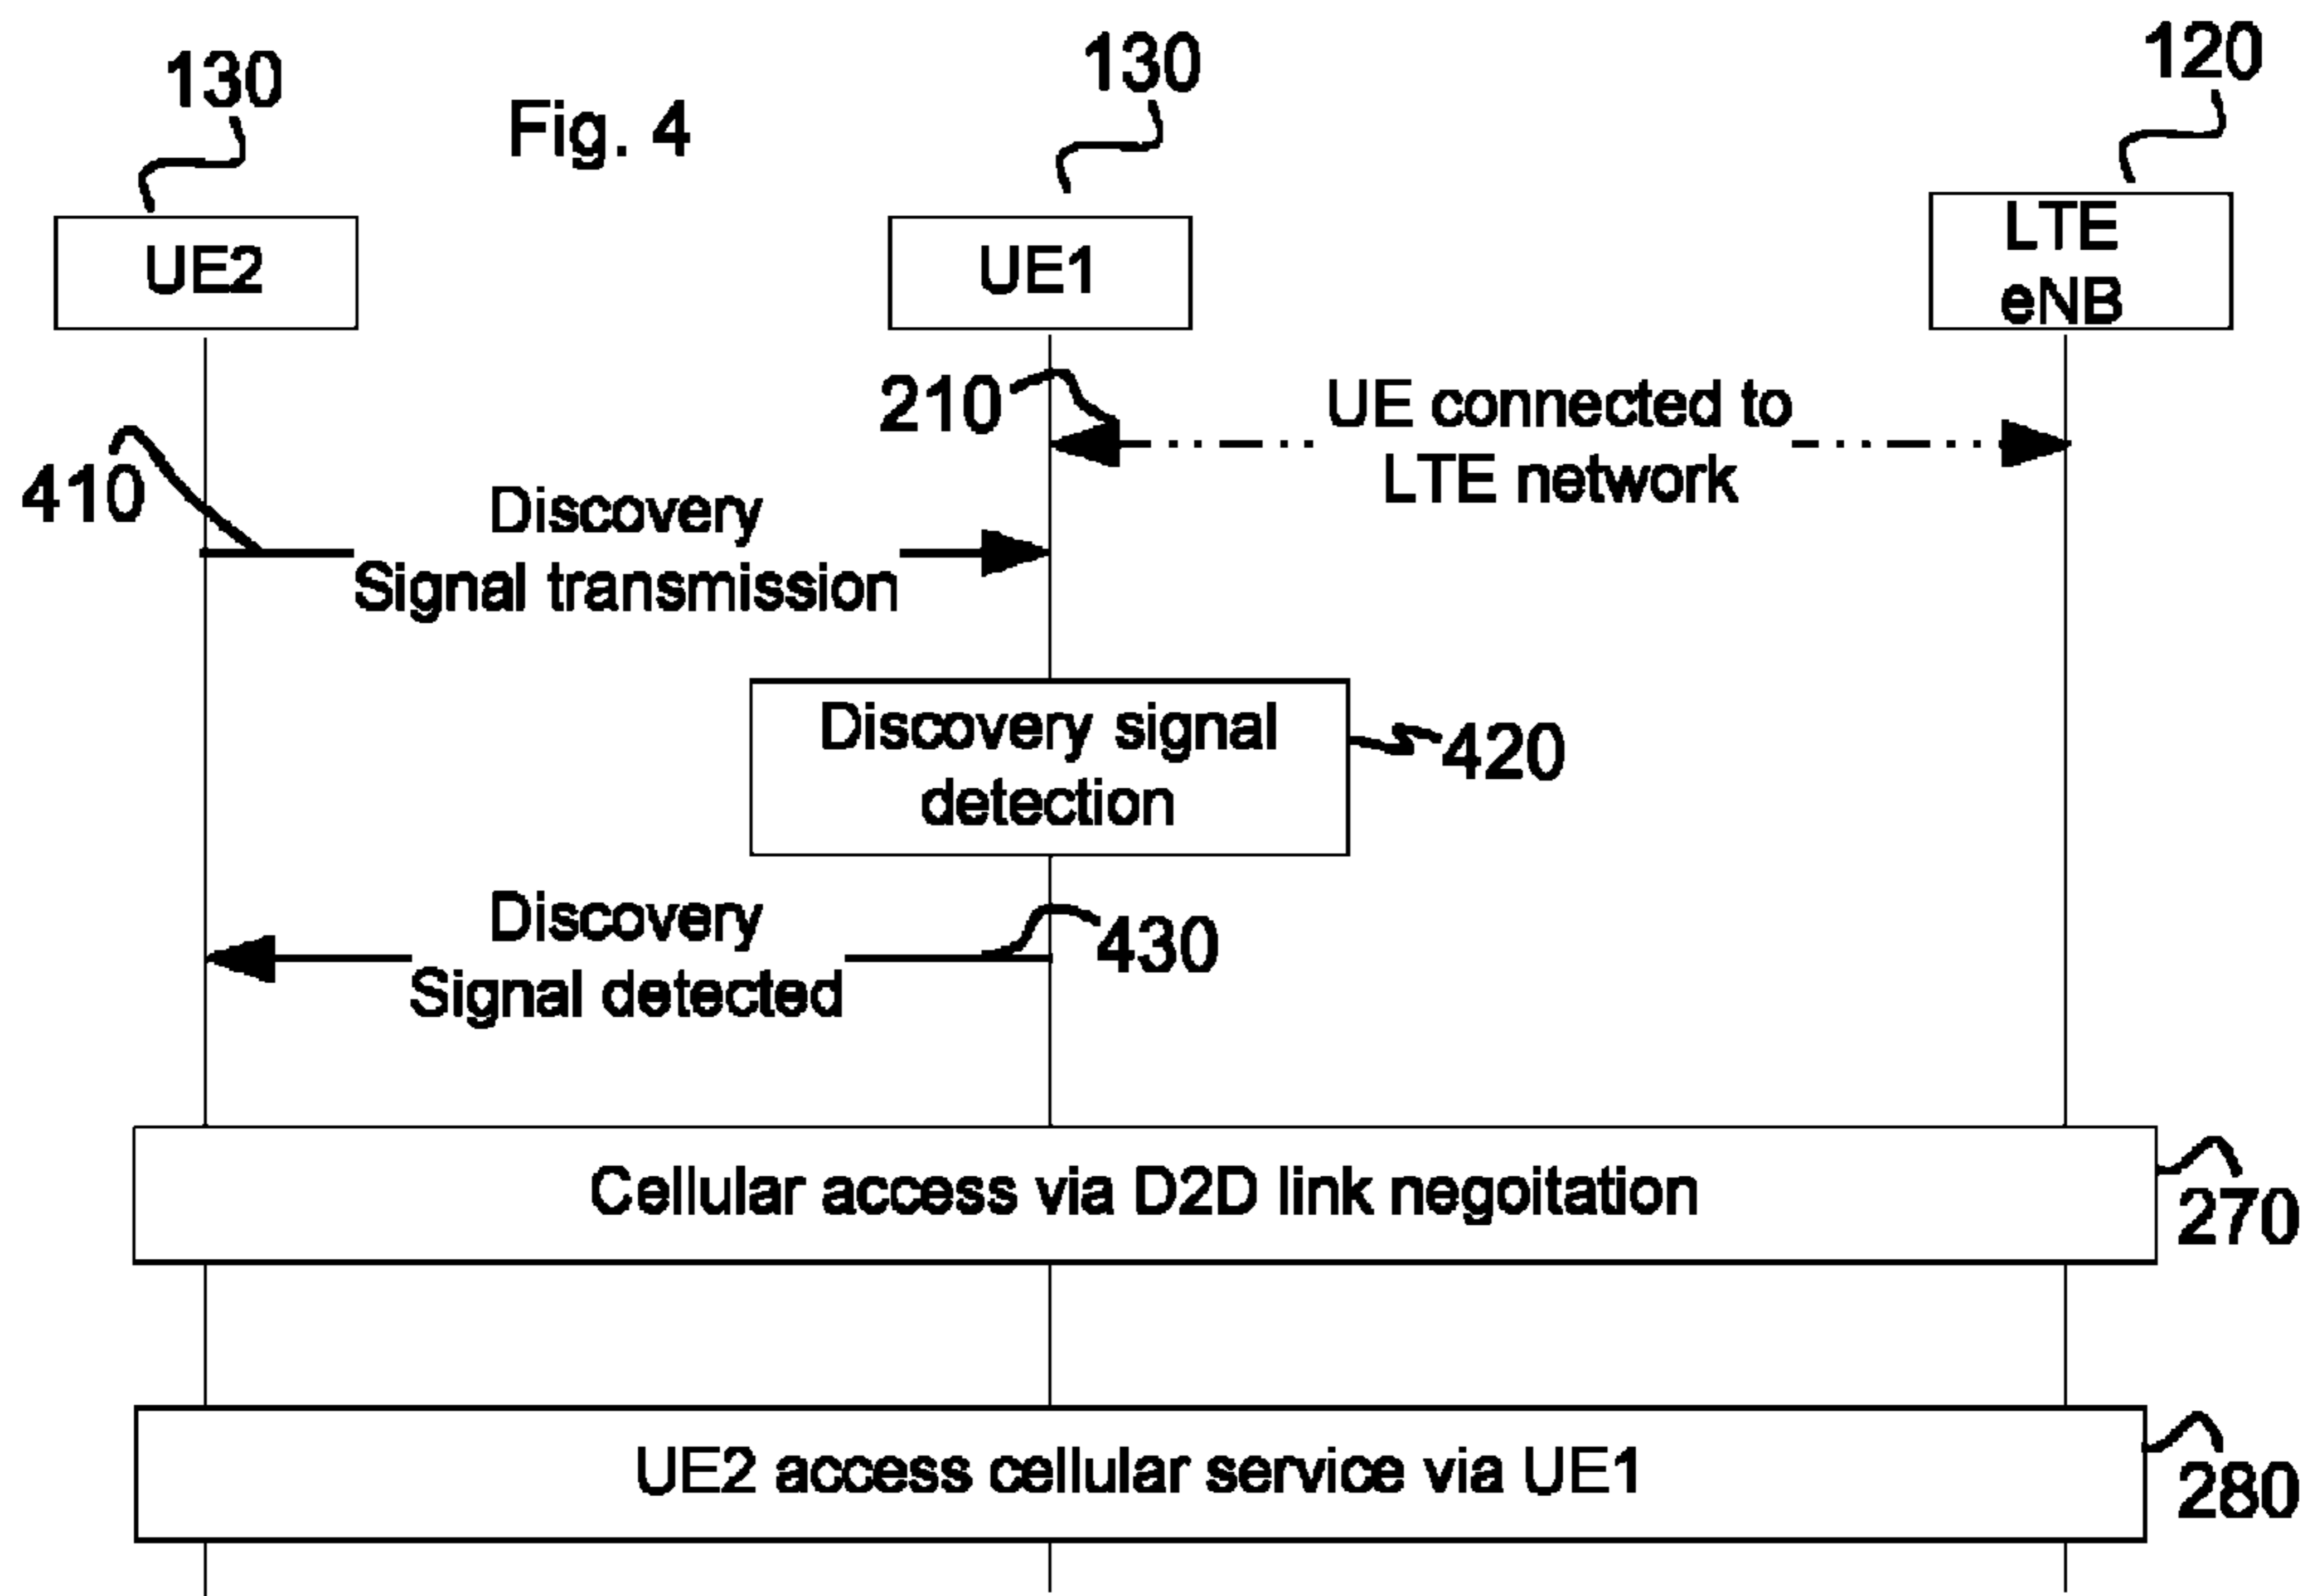 130
Fig. 4
130
120
UE2
UE1
LTE
eNB
210
UE connected to
LTE network
410
Discovery
Signal transmission
Discovery signal
detection
420
Discovery
Signal detected
430
Cellular access via D2D link negoitation
270
UE2 access cellular service via UE1
280